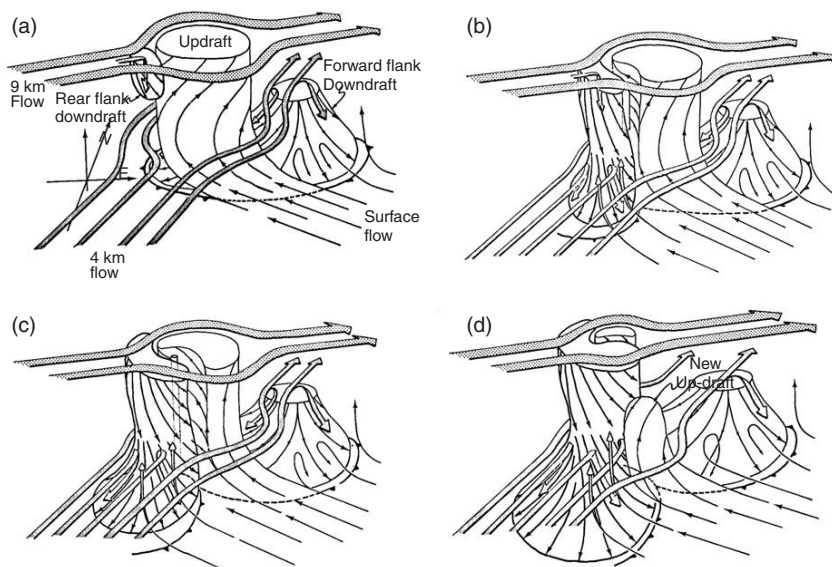 (a)
Updraft
Forward flank
Downdraft
9 km
Flow
Rear flank
downdraft
N
E
Surface
flow
4 km
flow
(b)
(c)
(d)
New
Up-draft